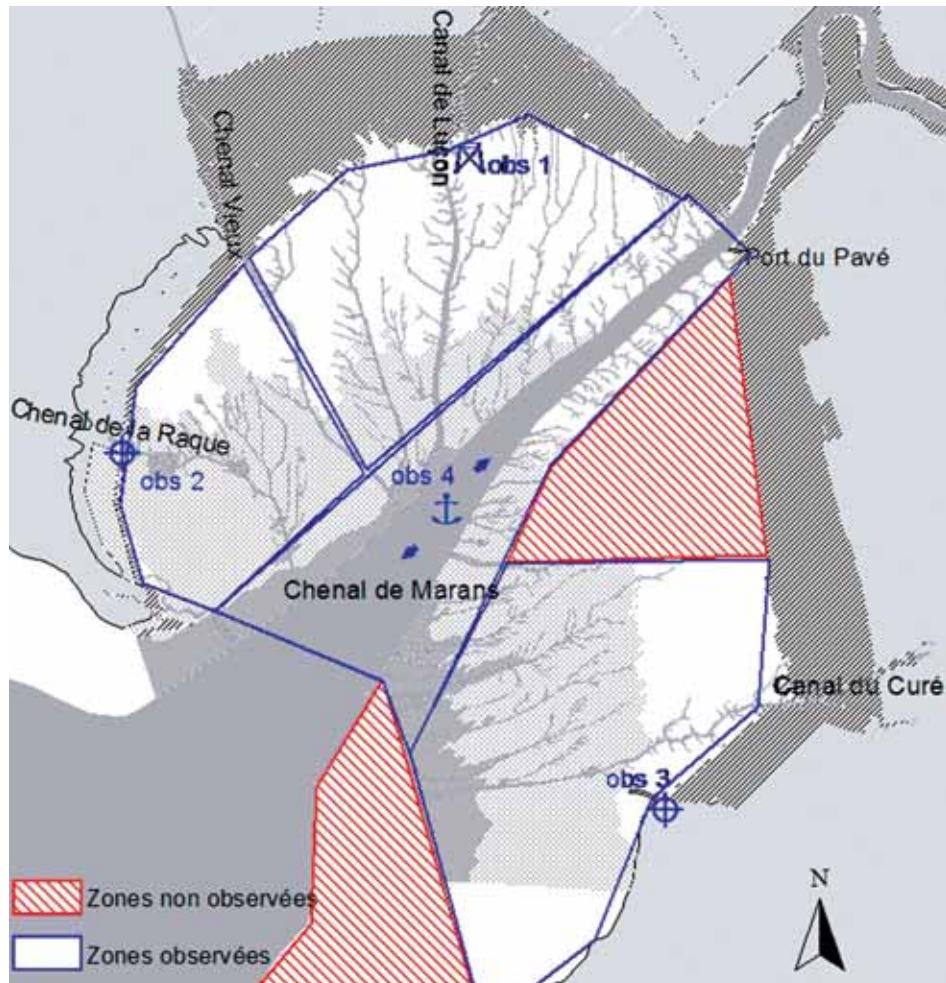 Canal de Luçon
Chenal Vieux
obs 1
Port du Pavé
Chenal de la Raque
obs 2
obs 4
Chenal de Marans
Canal du Curé
obs 3
N
Zones non observées
Zones observées